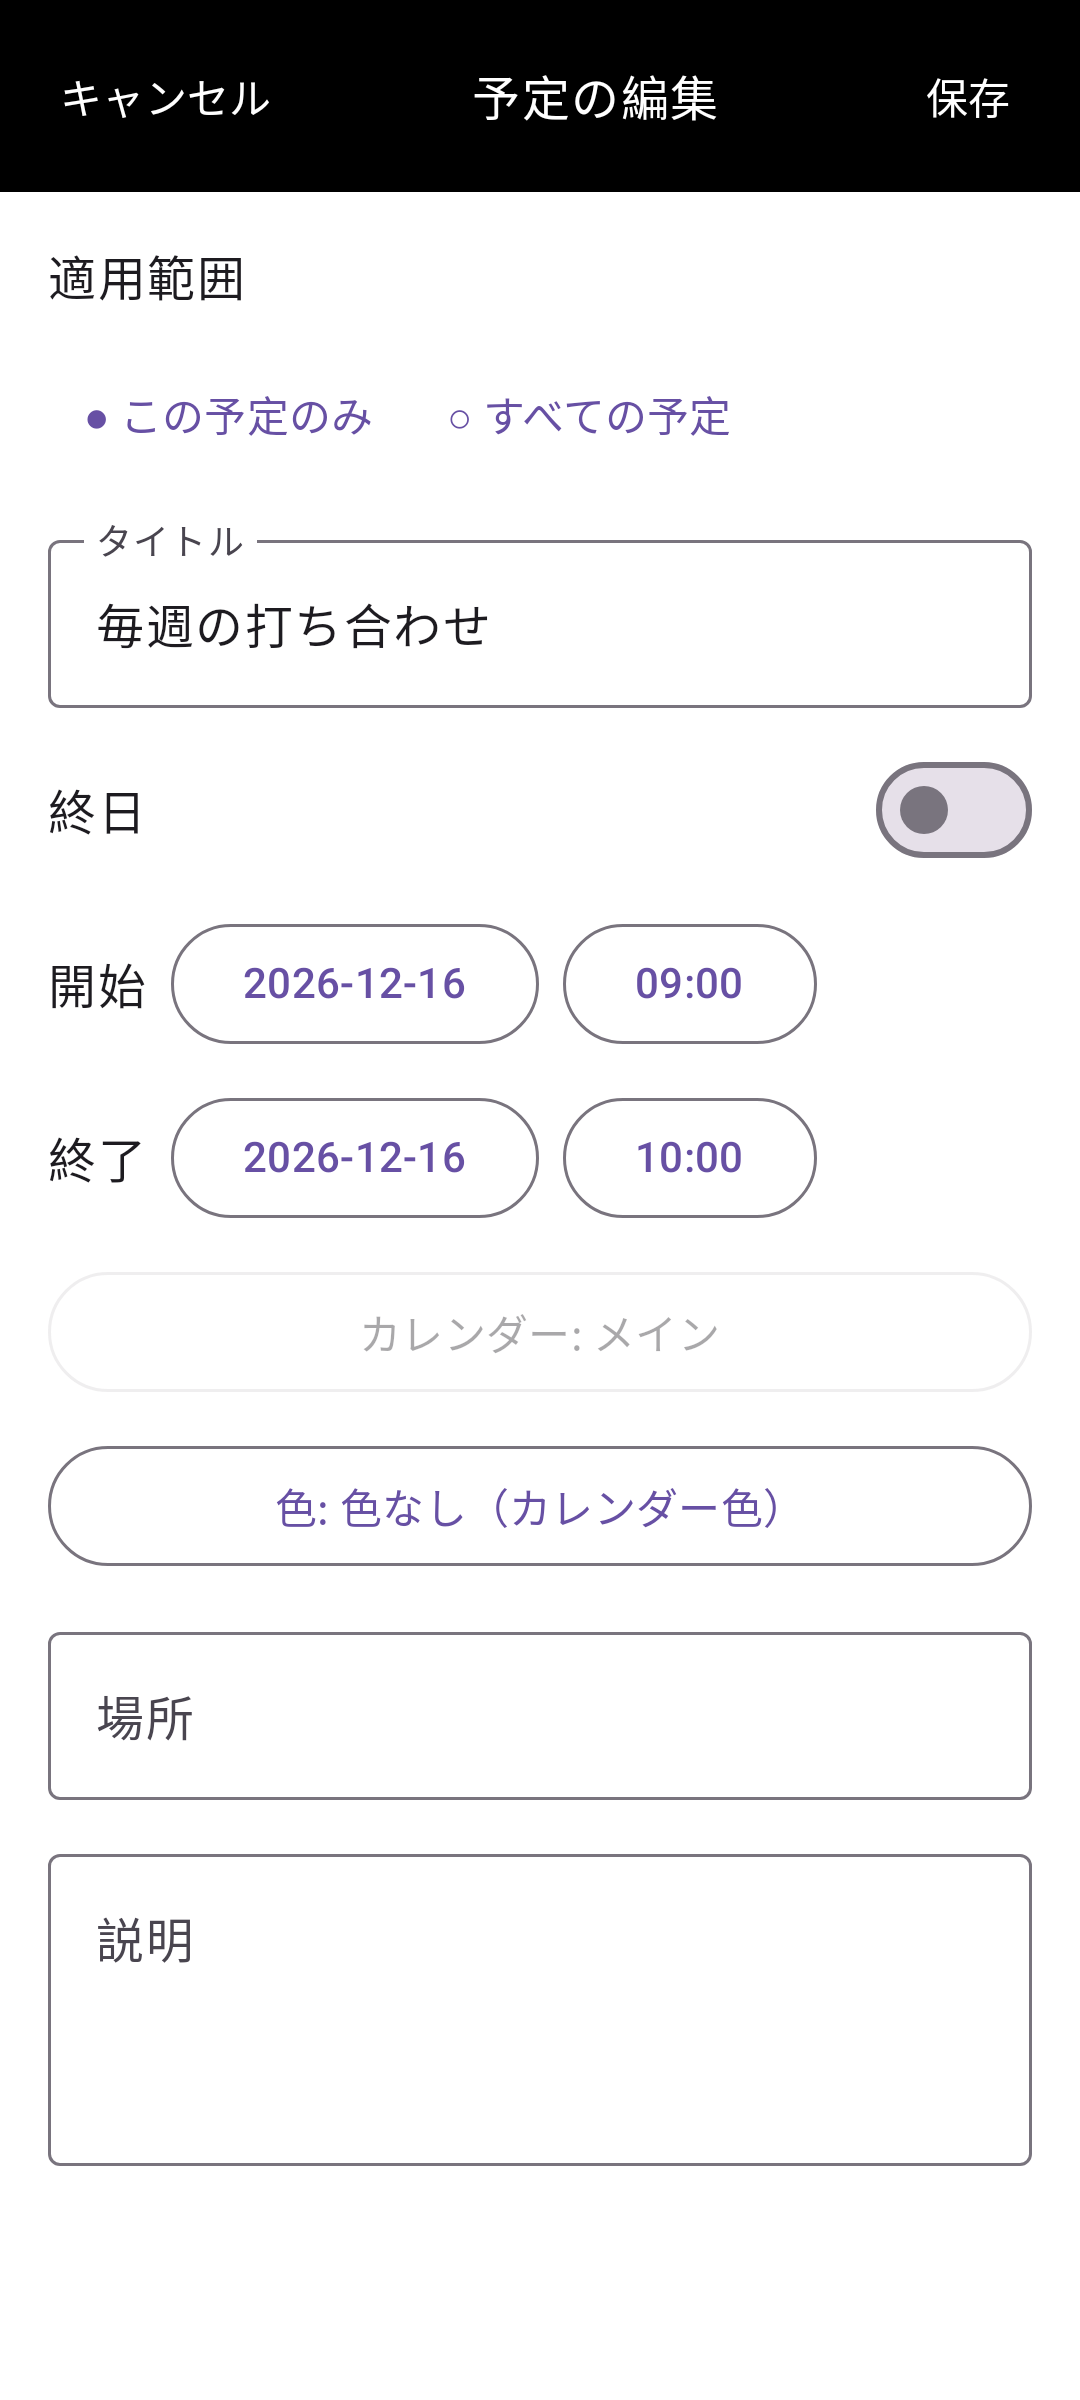 キャンセル 予定の編集 保存
適用範囲
● この予定のみ ○ すべての予定
タイトル
毎週の打ち合わせ
終日
開始 2026-12-16 09:00
終了 2026-12-16 10:00
カレンダー: メイン
色: 色なし（カレンダー色）
場所
説明